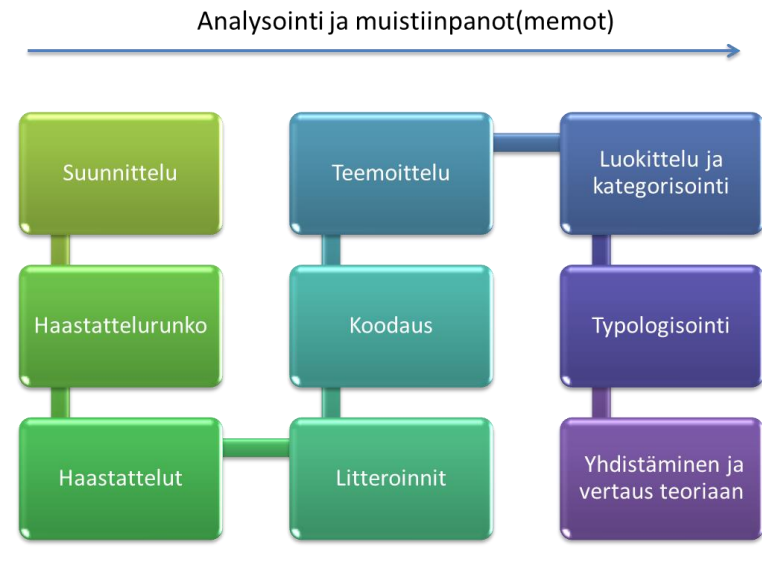 Analysointi ja muistiinpanot(memot)
Suunnittelu
Haastattelurunko
Haastattelut
Litteroinnit
Koodaus
Teemoittelu
Luokittelu ja
kategorisointi
Typologisointi
Yhdistäminen ja
vertaus teoriaan